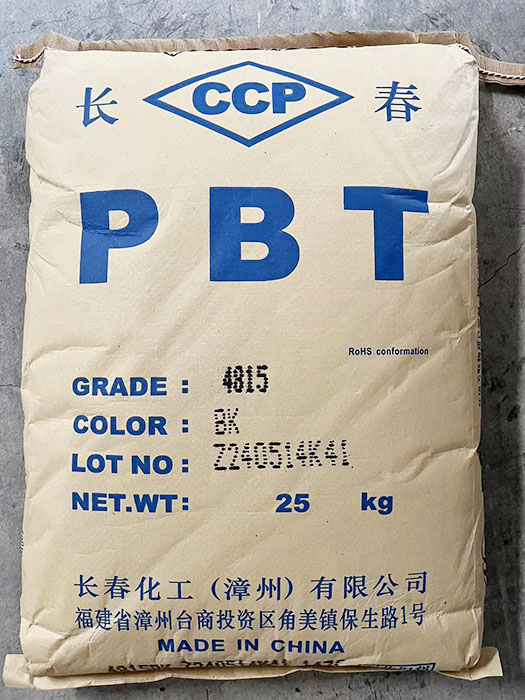 长 CCP 春
PBT
RoHS conformation
GRADE : 4815
COLOR : BK
LOT NO : Z240514K41
NET.WT: 25 kg
长春化工（漳州）有限公司
福建省漳州台商投资区角美镇保生路1号
MADE IN CHINA
4815BK Z240514K41